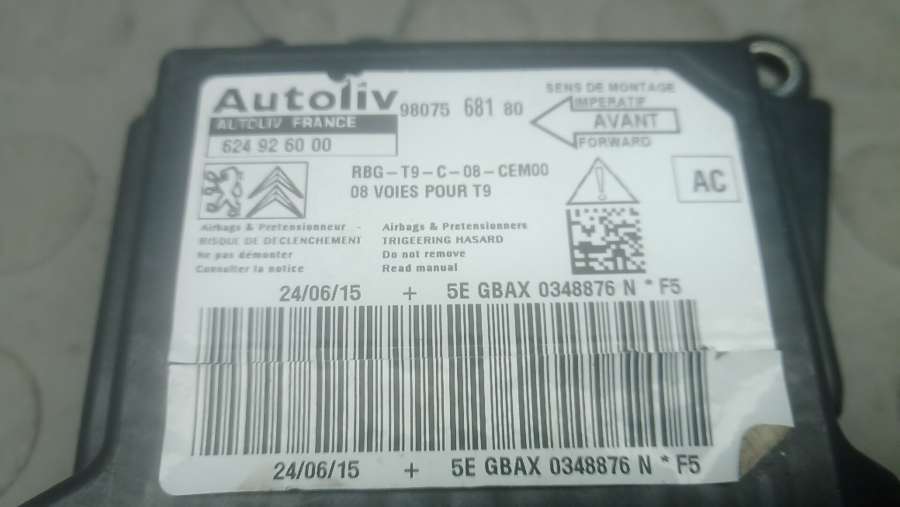 Autoliv 98075 681 80
AUTOLIV FRANCE
624 92 60 00
SENS DE MONTAGE
IMPERATIF
AVANT
FORWARD
RBG-T9-C-08-CEM00
08 VOIES POUR T9
AC
Airbags & Pretensionneur
RISQUE DE DECLENCHEMENT
Ne pas démonter
Consulter la notice
Airbags & Pretensionners
TRIGEERING HASARD
Do not remove
Read manual
24/06/15 + 5E GBAX 0348876 N * F5
24/06/15 + 5E GBAX 0348876 N * F5